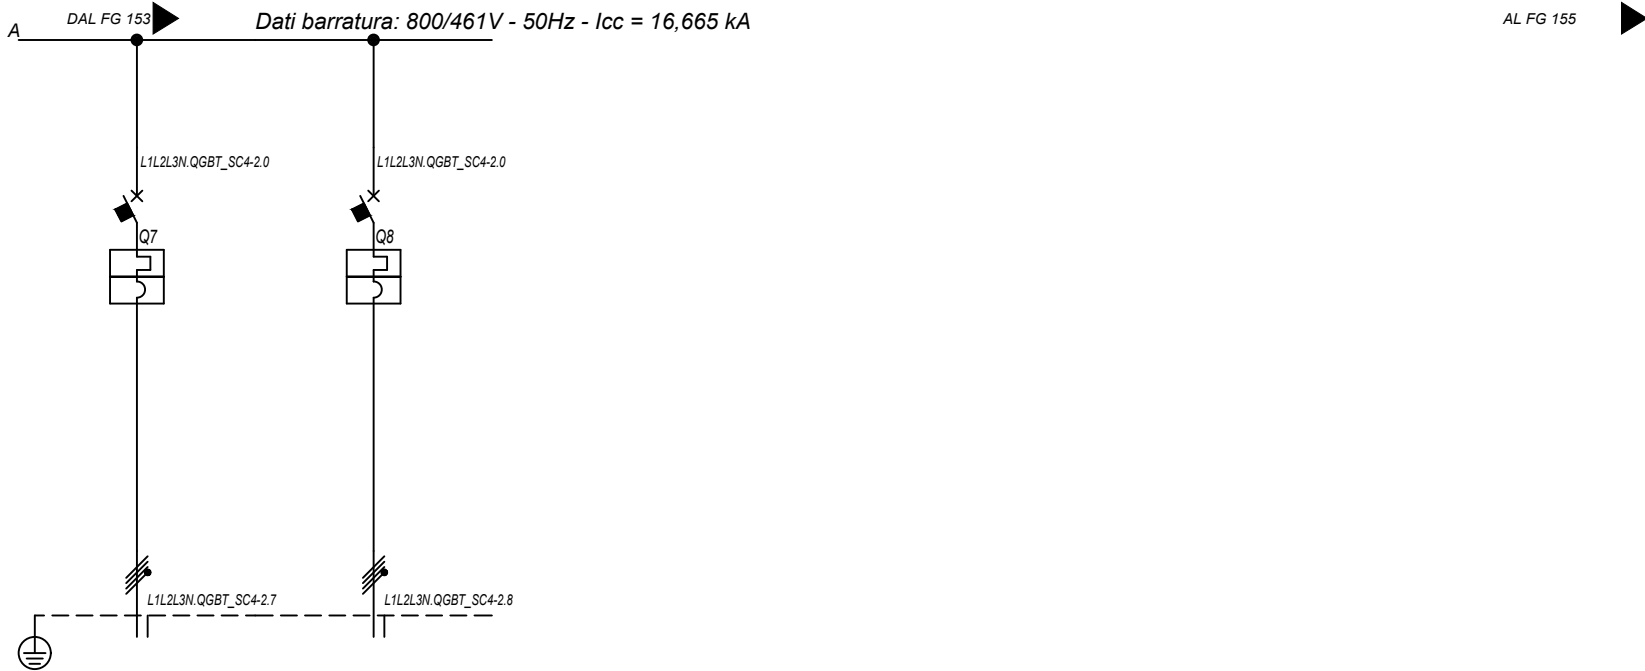 DAL FG 153
Dati barratura: 800/461V - 50Hz - Icc = 16,665 kA
AL FG 155
A
L1L2L3N.QGBT_SC4-2.0
L1L2L3N.QGBT_SC4-2.0
Q7
Q8
L1L2L3N.QGBT_SC4-2.7
L1L2L3N.QGBT_SC4-2.8